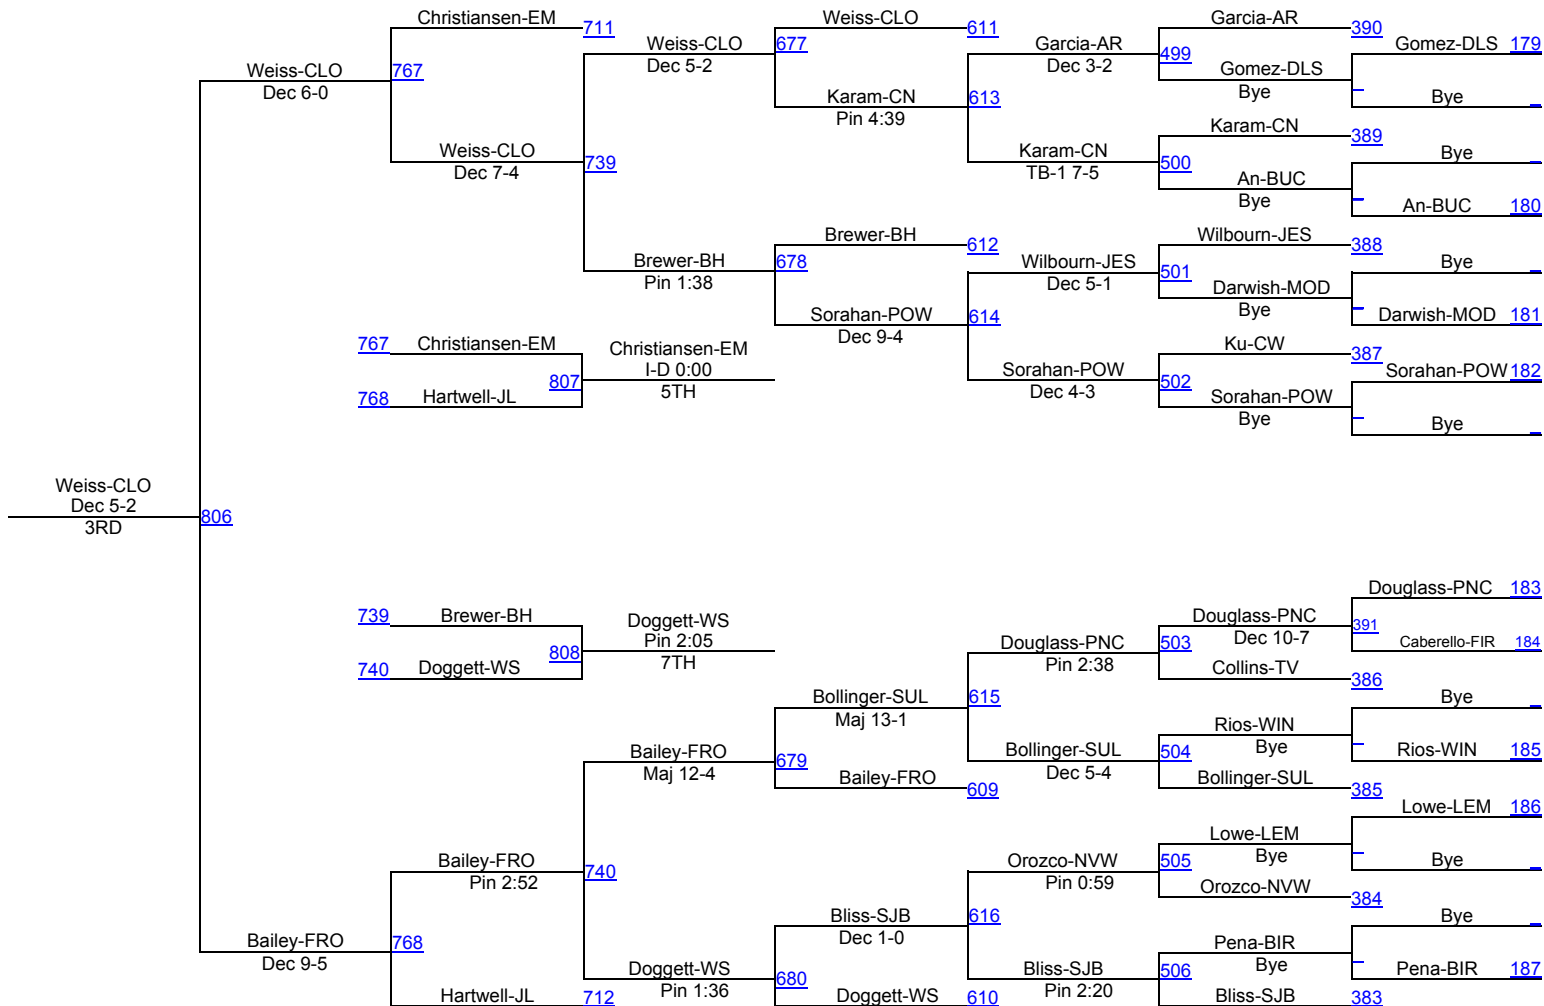 Christiansen-EM 711
Weiss-CLO 611
Garcia-AR 390
Weiss-CLO 677
Dec 5-2
Garcia-AR 499
Dec 3-2
Gomez-DLS 179
Weiss-CLO 767
Dec 6-0
Gomez-DLS
Bye
Karam-CN 613
Pin 4:39
Bye
Karam-CN 389
Weiss-CLO 739
Dec 7-4
Karam-CN 500
TB-1 7-5
Bye
An-BUC
Bye
An-BUC 180
Brewer-BH 612
Wilbourn-JES 388
Brewer-BH 678
Pin 1:38
Wilbourn-JES 501
Dec 5-1
Bye
Darwish-MOD
Bye
Sorahan-POW 614
Dec 9-4
Darwish-MOD 181
767 Christiansen-EM
Christiansen-EM
I-D 0:00
5TH
Ku-CW 387
807
Sorahan-POW 502
Dec 4-3
Sorahan-POW 182
768 Hartwell-JL
Sorahan-POW
Bye
Bye
Weiss-CLO
Dec 5-2
3RD
806
Douglass-PNC 183
739 Brewer-BH
Doggett-WS
Pin 2:05
7TH
Douglass-PNC 391
Dec 10-7
808
Douglass-PNC 503
Pin 2:38
Caberello-FIR 184
740 Doggett-WS
Collins-TV 386
Bollinger-SUL 615
Maj 13-1
Bye
Rios-WIN
Bye
Bailey-FRO 679
Maj 12-4
Bollinger-SUL 504
Dec 5-4
Rios-WIN 185
Bailey-FRO 609
Bollinger-SUL 385
Lowe-LEM 186
Lowe-LEM
Bye
Bailey-FRO 740
Pin 2:52
Orozco-NVW 505
Pin 0:59
Bye
Orozco-NVW 384
Bliss-SJB 616
Dec 1-0
Bye
Bailey-FRO 768
Dec 9-5
Pena-BIR
Bye
Doggett-WS 680
Pin 1:36
Bliss-SJB 506
Pin 2:20
Pena-BIR 187
Hartwell-JL 712
Doggett-WS 610
Bliss-SJB 383